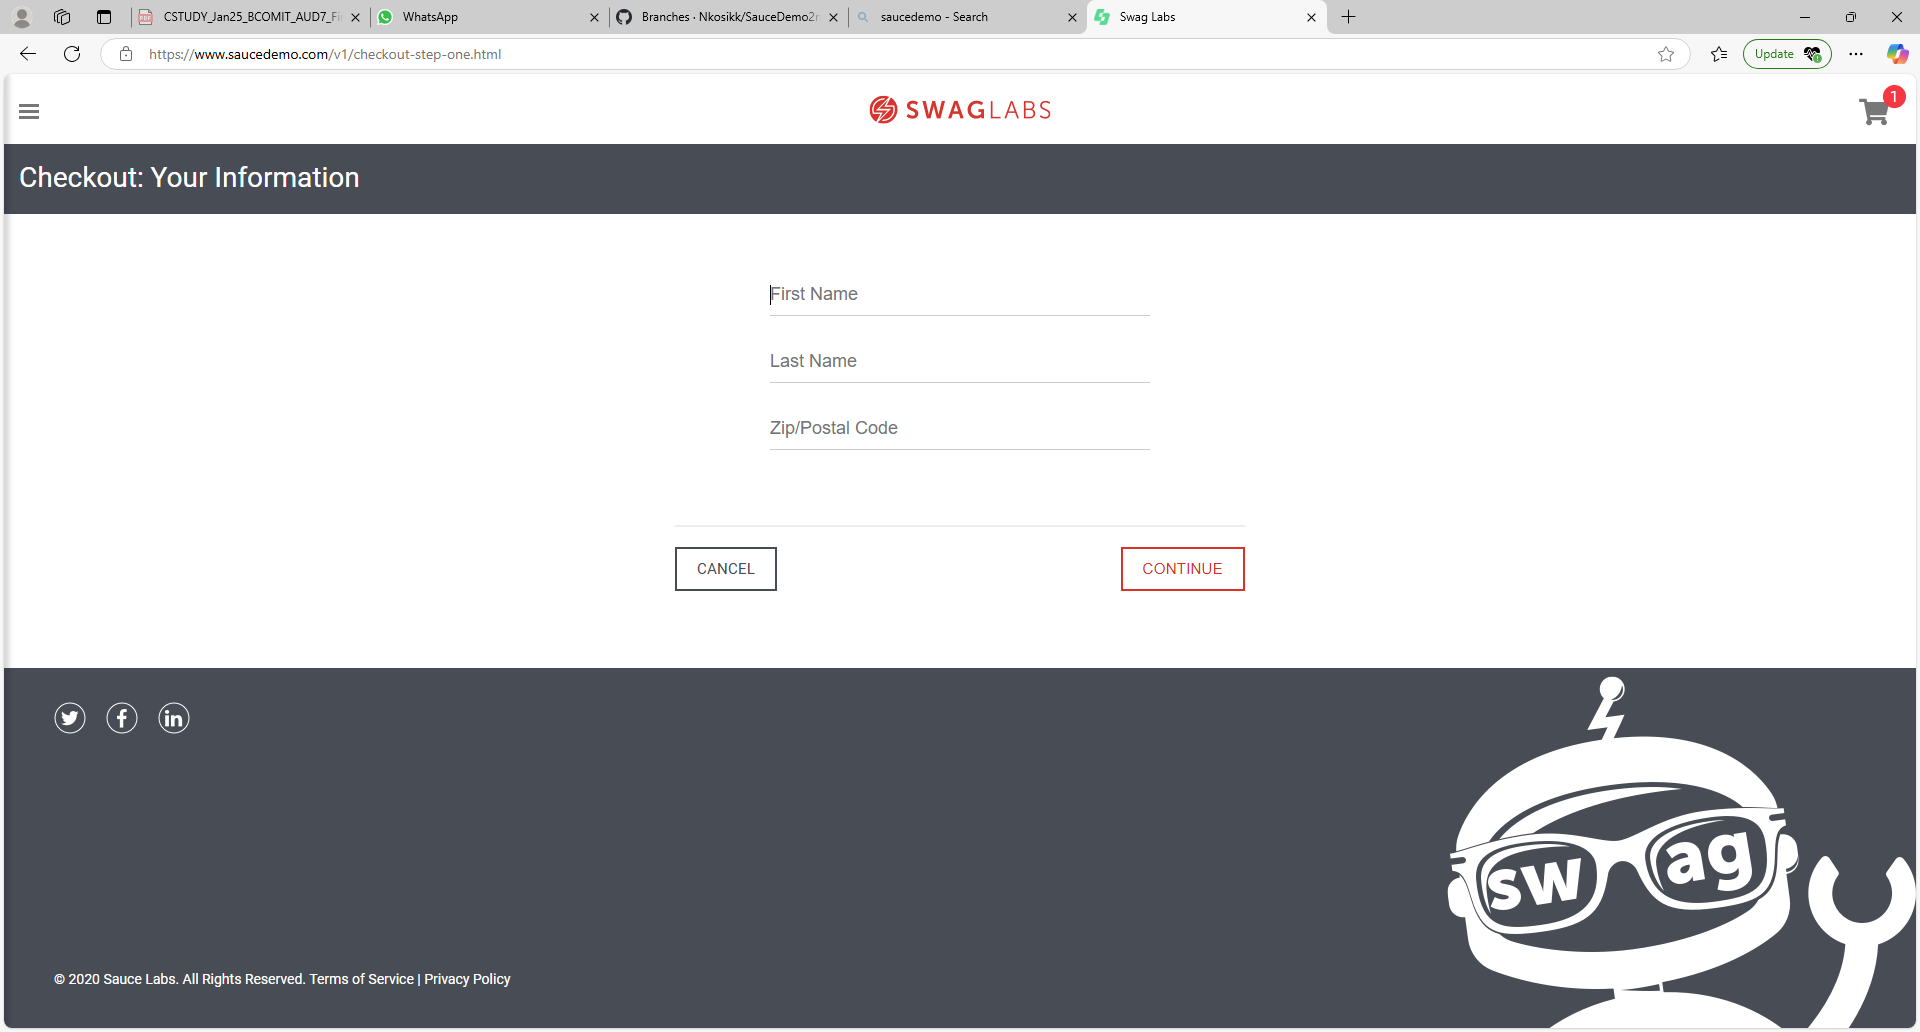 CSTUDY_Jan25_BCOMIT_AUD7_Fi
WhatsApp
Branches · Nkosikk/SauceDemo2
saucedemo - Search
Swag Labs
https://www.saucedemo.com/v1/checkout-step-one.html
Update
SWAGLABS
1
Checkout: Your Information
First Name
Last Name
Zip/Postal Code
CANCEL
CONTINUE
sw ag
© 2020 Sauce Labs. All Rights Reserved. Terms of Service | Privacy Policy